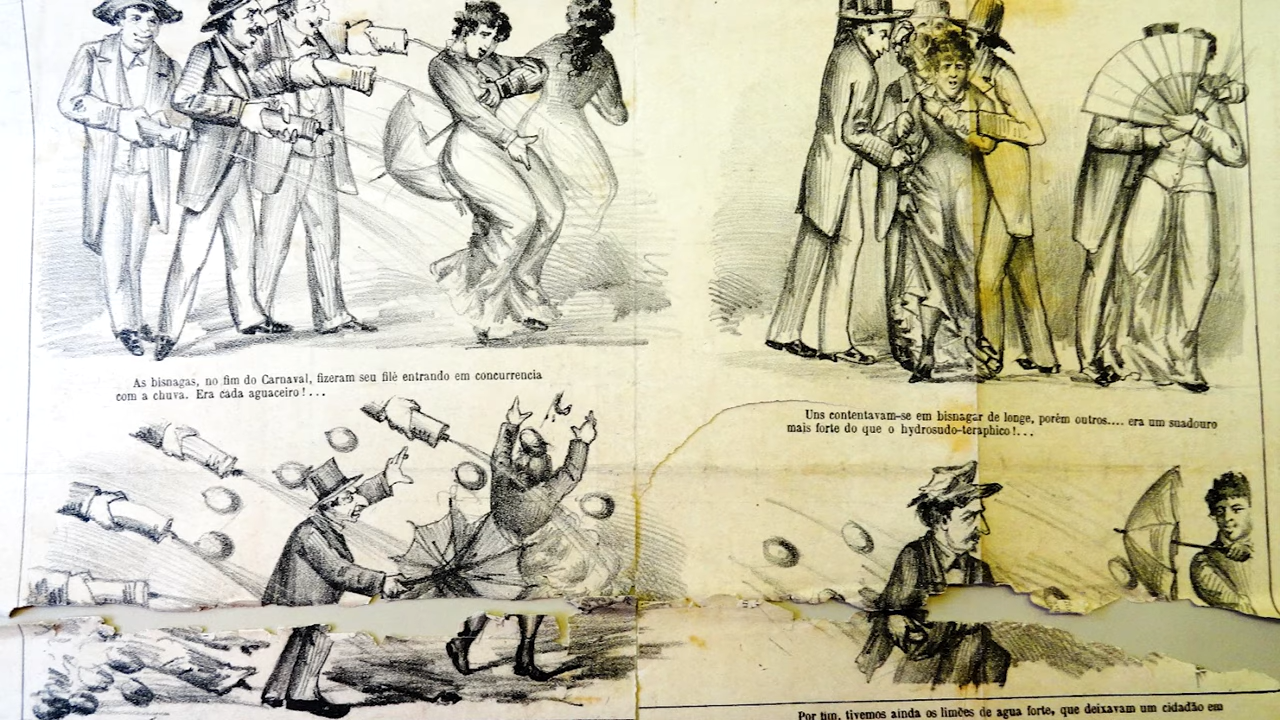 As bisnagas, no fim do Carnaval, fizeram seu filè entrando em concurrencia
com a chuva. Era cada aguaceiro!...
Uns contentavam-se em bisnagar de longe, porèm outros.... era um suadouro
mais forte do que o hydrosudo-teraphico!...
Por fim, tivemos ainda os limões de agua forte, que deixavam um cidadão em